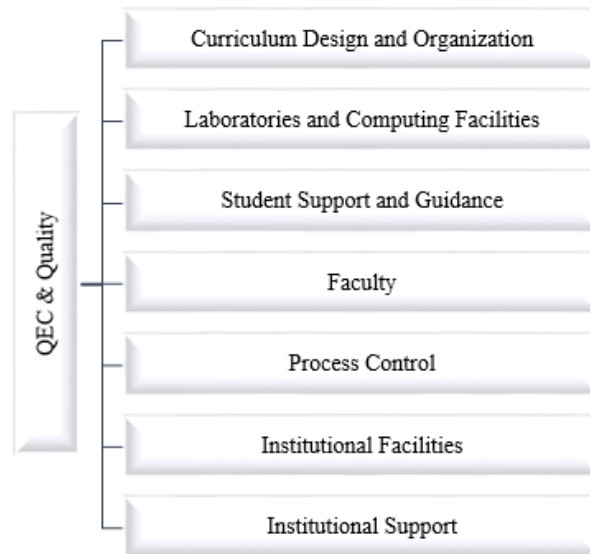 QEC & Quality
Curriculum Design and Organization
Laboratories and Computing Facilities
Student Support and Guidance
Faculty
Process Control
Institutional Facilities
Institutional Support